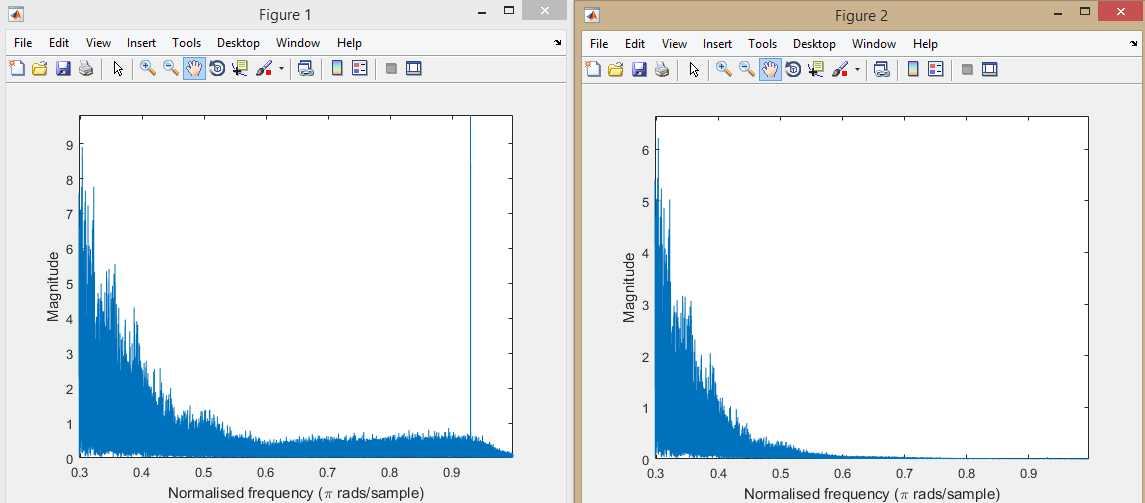 Figure 1
File Edit View Insert Tools Desktop Window Help
9
8
7
6
5
4
3
2
1
0
Magnitude
0.3 0.4 0.5 0.6 0.7 0.8 0.9
Normalised frequency (π rads/sample)
Figure 2
File Edit View Insert Tools Desktop Window Help
6
5
4
3
2
1
0
Magnitude
0.3 0.4 0.5 0.6 0.7 0.8 0.9
Normalised frequency (π rads/sample)